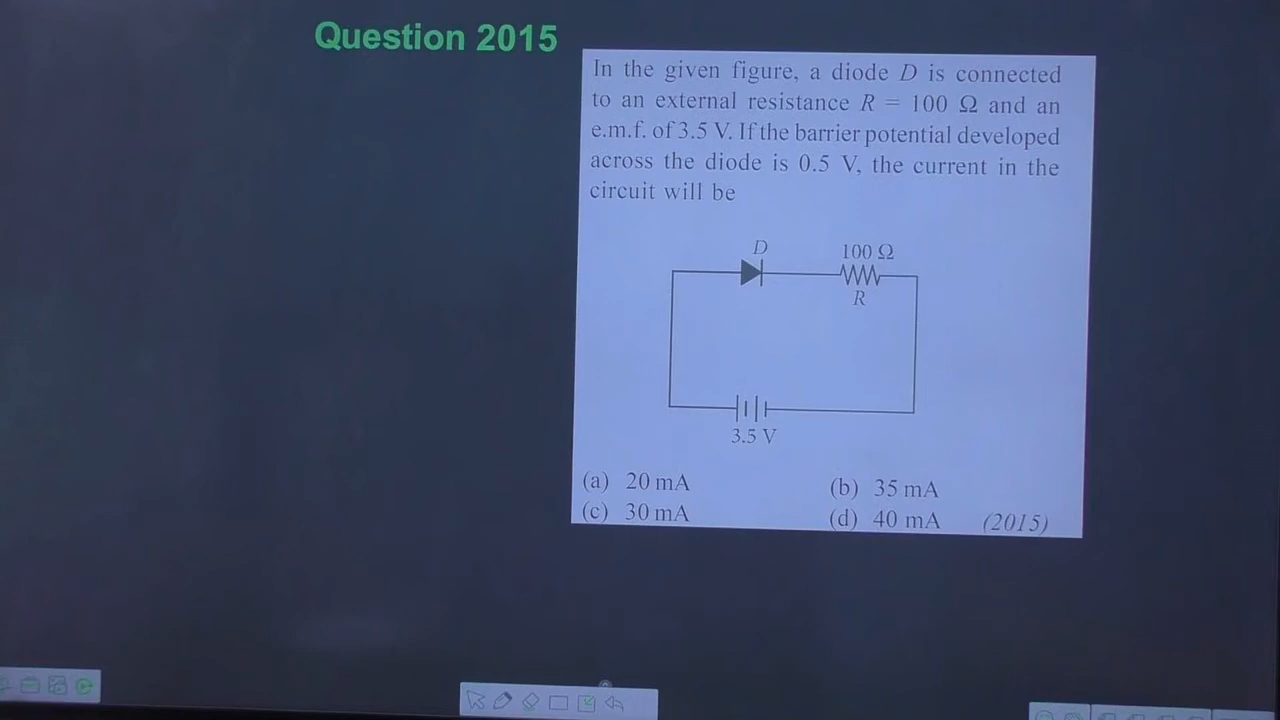 Question 2015
In the given figure, a diode D is connected
to an external resistance R = 100 Ω and an
e.m.f. of 3.5 V. If the barrier potential developed
across the diode is 0.5 V, the current in the
circuit will be
D
100 Ω
R
3.5 V
(a) 20 mA
(b) 35 mA
(c) 30 mA
(d) 40 mA (2015)